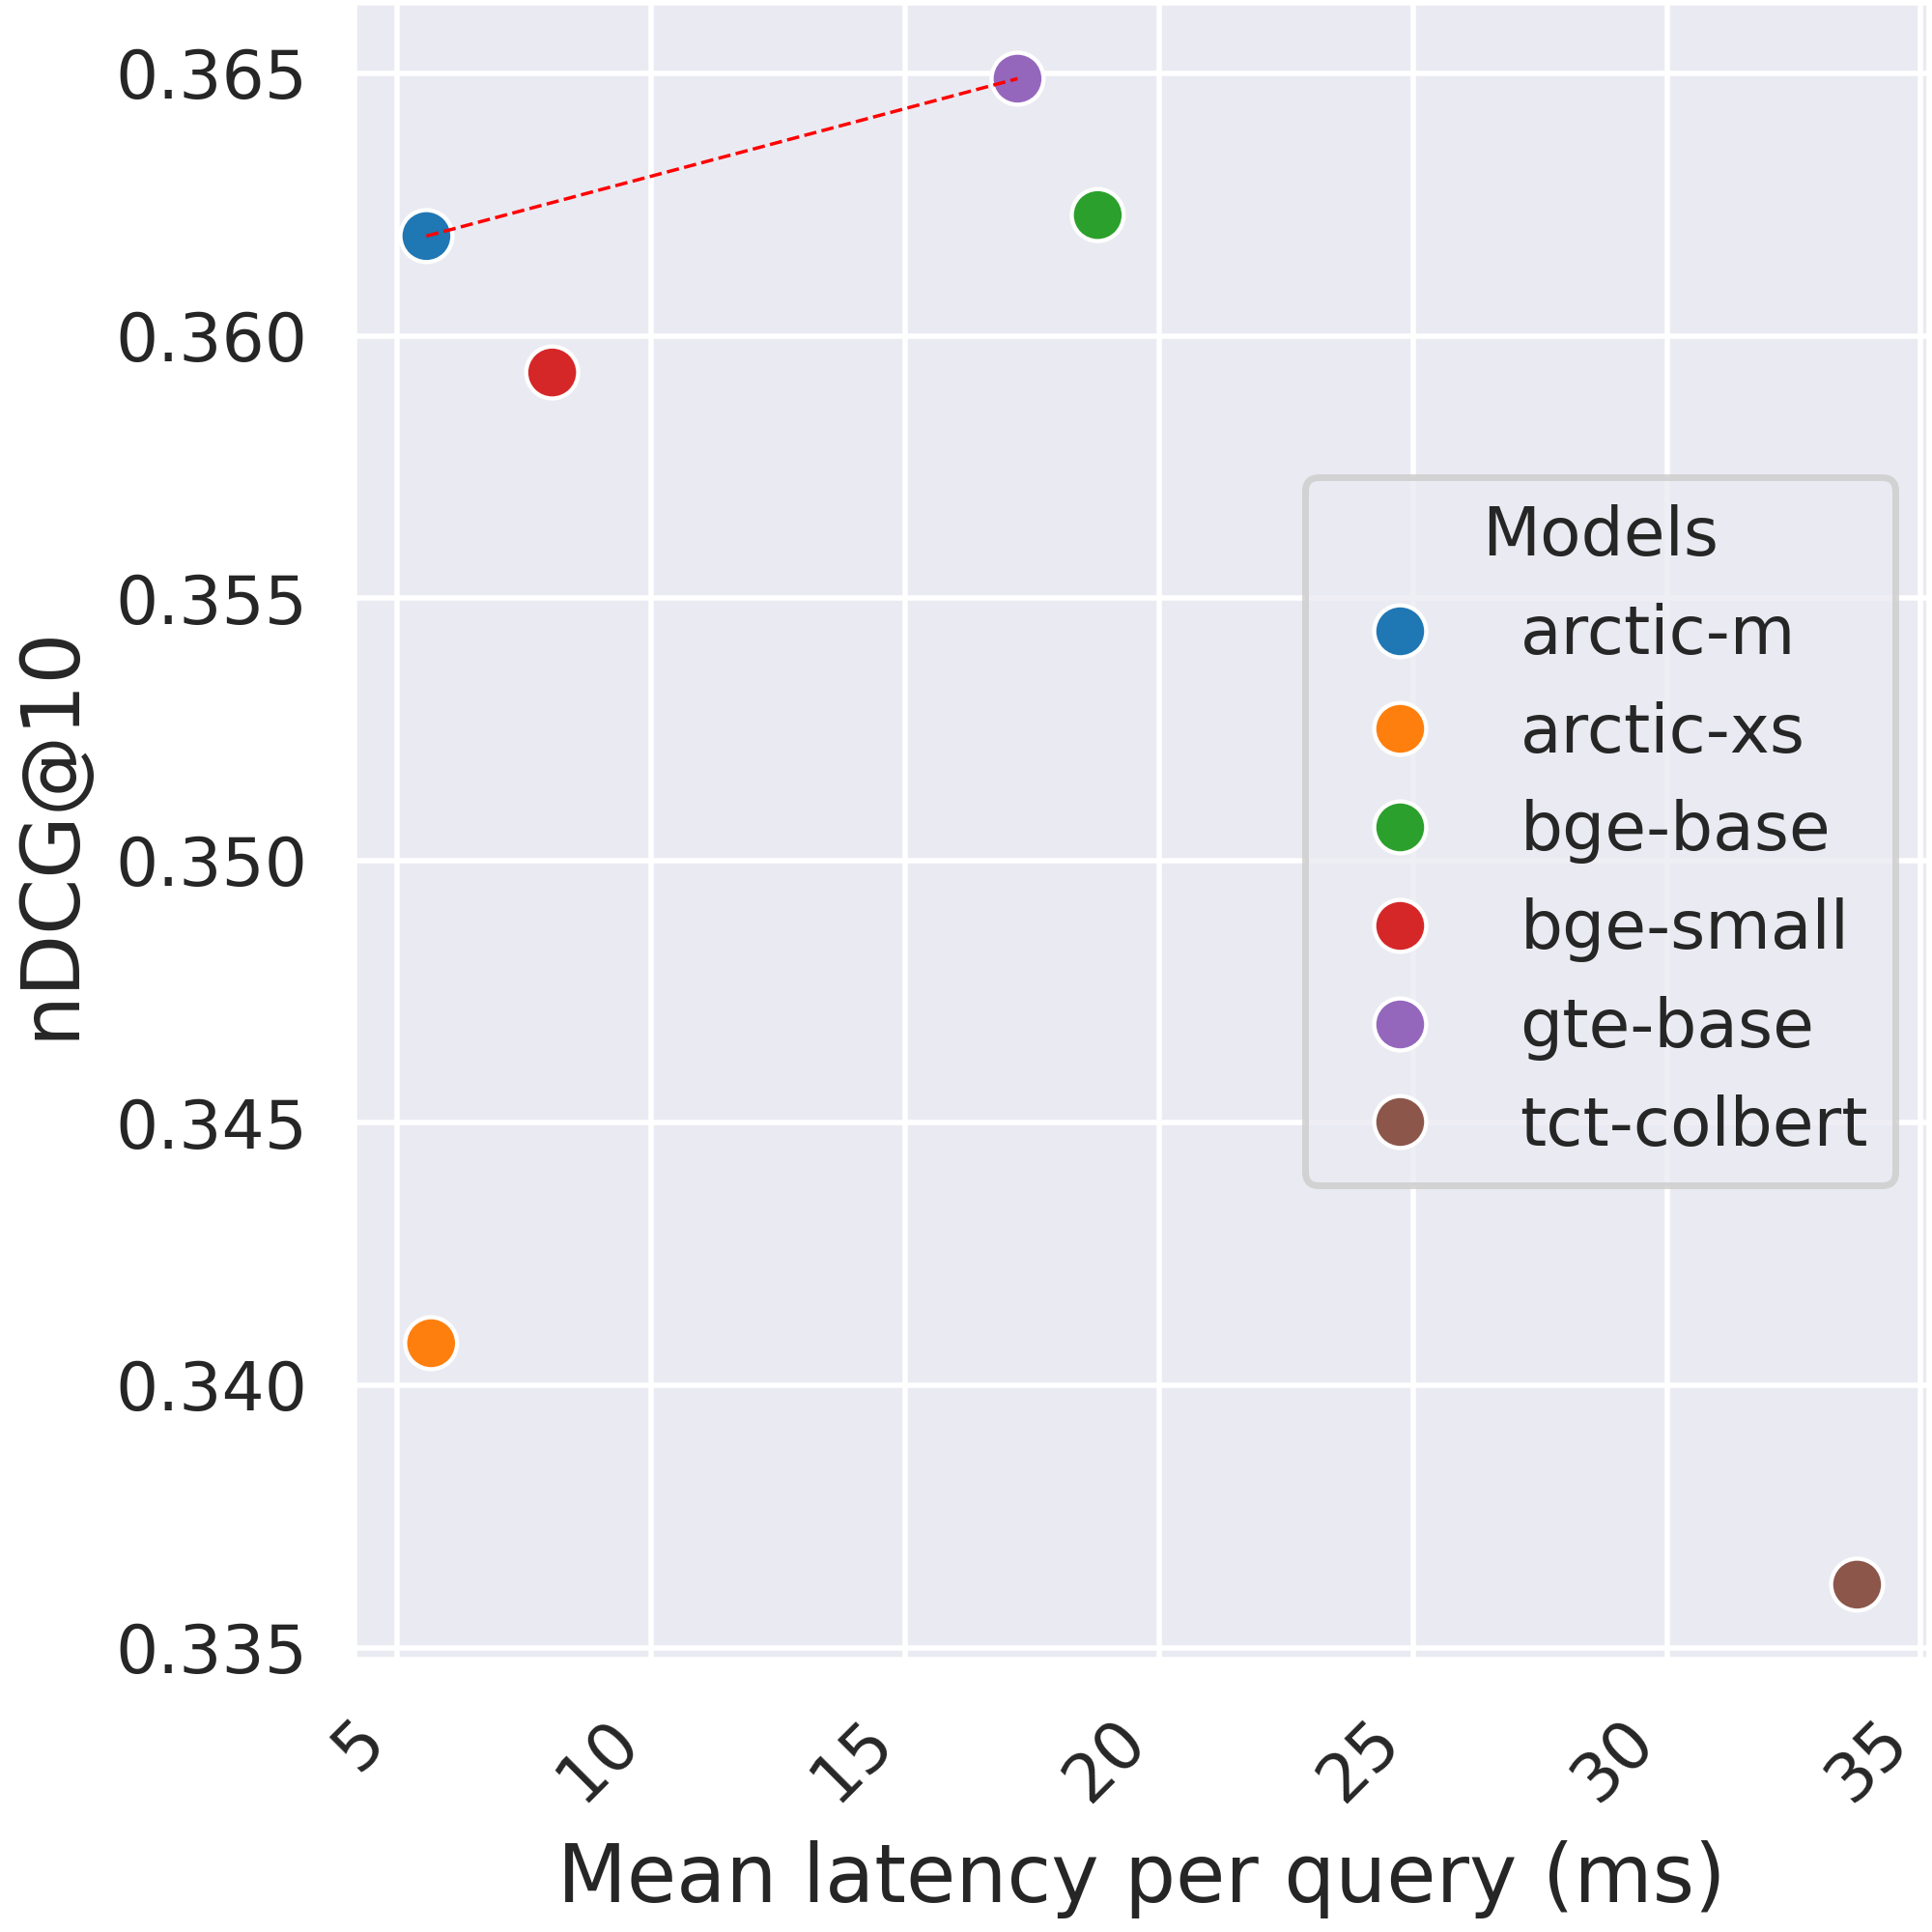 0.365
0.360
0.355
0.350
0.345
0.340
0.335
nDCG@10
Models
arctic-m
arctic-xs
bge-base
bge-small
gte-base
tct-colbert
5
10
15
20
25
30
35
Mean latency per query (ms)